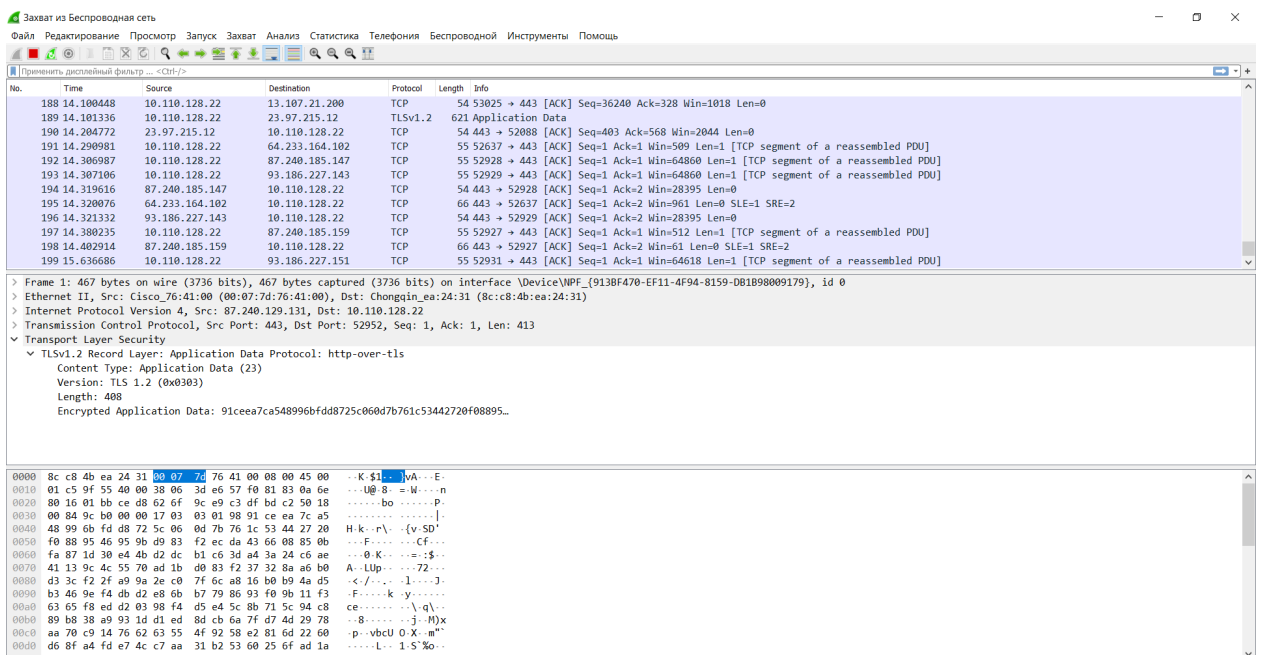 Захват из Беспроводная сеть
Файл Редактирование Просмотр Запуск Захват Анализ Статистика Телефония Беспроводной Инструменты Помощь
Применить дисплейный фильтр ... <Ctrl-/>
No. Time Source Destination Protocol Length Info
188 14.100448 10.110.128.22 13.107.21.200 TCP 54 53025 → 443 [ACK] Seq=36240 Ack=328 Win=1018 Len=0
189 14.101336 10.110.128.22 23.97.215.12 TLSv1.2 621 Application Data
190 14.204772 23.97.215.12 10.110.128.22 TCP 54 443 → 52088 [ACK] Seq=403 Ack=568 Win=2044 Len=0
191 14.290981 10.110.128.22 64.233.164.102 TCP 55 52637 → 443 [ACK] Seq=1 Ack=1 Win=509 Len=1 [TCP segment of a reassembled PDU]
192 14.306987 10.110.128.22 87.240.185.147 TCP 55 52928 → 443 [ACK] Seq=1 Ack=1 Win=64860 Len=1 [TCP segment of a reassembled PDU]
193 14.307106 10.110.128.22 93.186.227.143 TCP 55 52929 → 443 [ACK] Seq=1 Ack=1 Win=64860 Len=1 [TCP segment of a reassembled PDU]
194 14.319616 87.240.185.147 10.110.128.22 TCP 54 443 → 52928 [ACK] Seq=1 Ack=2 Win=28395 Len=0
195 14.320076 64.233.164.102 10.110.128.22 TCP 66 443 → 52637 [ACK] Seq=1 Ack=2 Win=961 Len=0 SLE=1 SRE=2
196 14.321332 93.186.227.143 10.110.128.22 TCP 54 443 → 52929 [ACK] Seq=1 Ack=2 Win=28395 Len=0
197 14.380235 10.110.128.22 87.240.185.159 TCP 55 52927 → 443 [ACK] Seq=1 Ack=1 Win=512 Len=1 [TCP segment of a reassembled PDU]
198 14.402914 87.240.185.159 10.110.128.22 TCP 66 443 → 52927 [ACK] Seq=1 Ack=2 Win=61 Len=0 SLE=1 SRE=2
199 15.636686 10.110.128.22 93.186.227.151 TCP 55 52931 → 443 [ACK] Seq=1 Ack=1 Win=64618 Len=1 [TCP segment of a reassembled PDU]
Frame 1: 467 bytes on wire (3736 bits), 467 bytes captured (3736 bits) on interface \Device\NPF_{913BF470-EF11-4F94-8159-DB1B98009179}, id 0
Ethernet II, Src: Cisco_76:41:00 (00:07:7d:76:41:00), Dst: Chongqin_ea:24:31 (8c:c8:4b:ea:24:31)
Internet Protocol Version 4, Src: 87.240.129.131, Dst: 10.110.128.22
Transmission Control Protocol, Src Port: 443, Dst Port: 52952, Seq: 1, Ack: 1, Len: 413
Transport Layer Security
TLSv1.2 Record Layer: Application Data Protocol: http-over-tls
Content Type: Application Data (23)
Version: TLS 1.2 (0x0303)
Length: 408
Encrypted Application Data: 91ceea7ca548996bfdd8725c060d7b761c53442720f08895…
0000 8c c8 4b ea 24 31 00 07 7d 76 41 00 08 00 45 00 ··K·$1·· }vA···E·
0010 01 c5 9f 55 40 00 38 06 3d e6 57 f0 81 83 0a 6e ···U@·8· =·W····n
0020 80 16 01 bb ce d8 62 6f 9c e9 c3 df bd c2 50 18 ······bo ······P·
0030 00 84 9c b0 00 00 17 03 03 01 98 91 ce ea 7c a5 ········ ······|·
0040 48 99 6b fd d8 72 5c 06 0d 7b 76 1c 53 44 27 20 H·k··r\· ·{v·SD'
0050 f0 88 95 46 95 9b d9 83 f2 ec da 43 66 08 85 0b ···F···· ···Cf···
0060 fa 87 1d 30 e4 4b d2 dc b1 c6 3d a4 3a 24 c6 ae ···0·K·· ··=·:$··
0070 41 13 9c 4c 55 70 ad 1b d0 83 f2 37 32 8a a6 b0 A··LUp·· ···72···
0080 d3 3c f2 2f a9 9a 2e c0 7f 6c a8 16 b0 b9 4a d5 ·<·/··.· ·l····J·
0090 b3 46 9e f4 db d2 e8 6b b7 79 86 93 f0 9b 11 f3 ·F·····k ·y······
00a0 63 65 f8 ed d2 03 98 f4 d5 e4 5c 8b 71 5c 94 c8 ce······ ··\·q\··
00b0 89 b8 38 a9 93 1d d1 ed 8d cb 6a 7f d7 4d 29 78 ··8····· ··j··M)x
00c0 aa 70 c9 14 76 62 63 55 4f 92 58 e2 81 6d 22 60 ·p··vbcU O·X··m"`
00d0 d6 8f a4 fd e7 4c c7 aa 31 b2 53 60 25 6f ad 1a ·····L·· 1·S`%o··